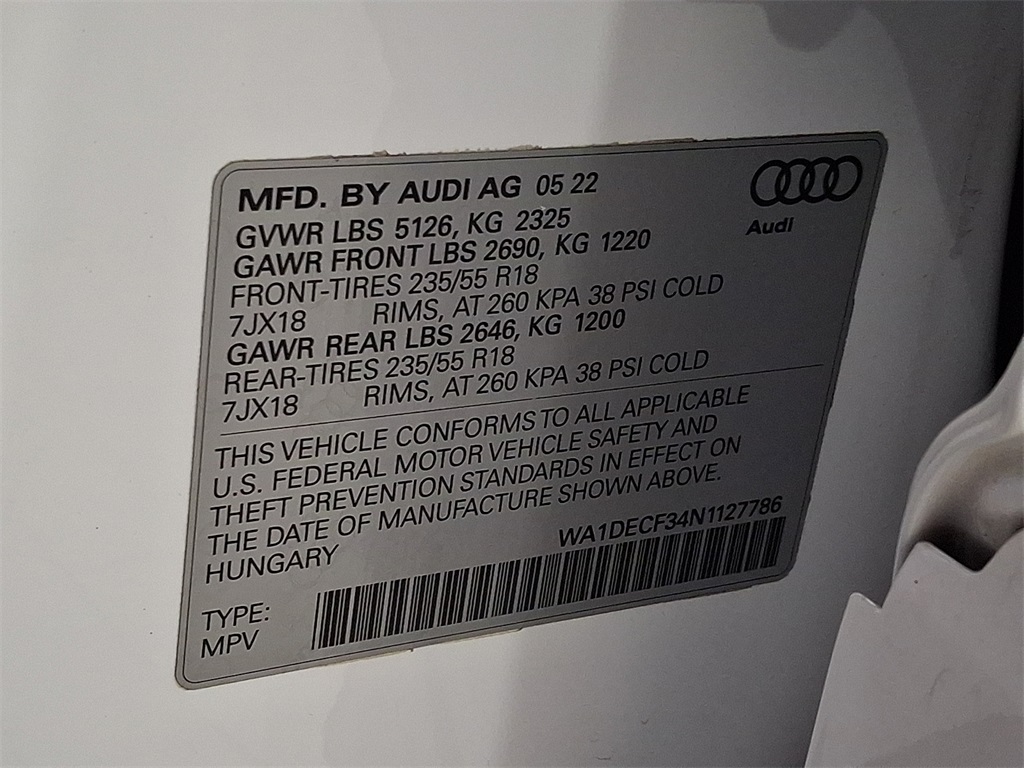 MFD. BY AUDI AG 05 22
Audi
GVWR LBS 5126, KG 2325
GAWR FRONT LBS 2690, KG 1220
FRONT-TIRES 235/55 R18
7JX18 RIMS, AT 260 KPA 38 PSI COLD
GAWR REAR LBS 2646, KG 1200
REAR-TIRES 235/55 R18
7JX18 RIMS, AT 260 KPA 38 PSI COLD
THIS VEHICLE CONFORMS TO ALL APPLICABLE
U.S. FEDERAL MOTOR VEHICLE SAFETY AND
THEFT PREVENTION STANDARDS IN EFFECT ON
THE DATE OF MANUFACTURE SHOWN ABOVE.
HUNGARY WA1DECF34N1127786
TYPE:
MPV